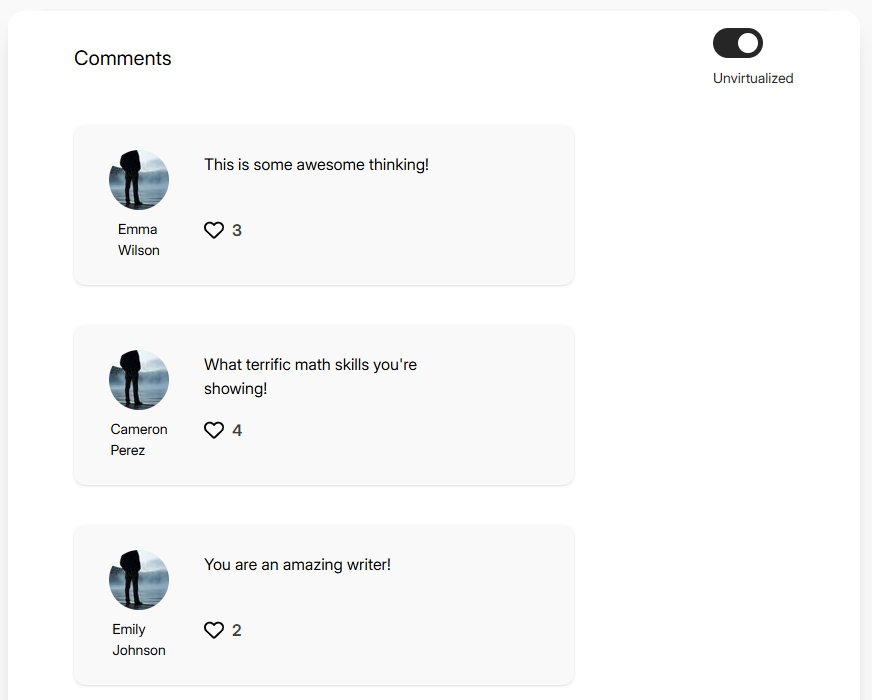 Comments
Unvirtualized
This is some awesome thinking!
Emma
Wilson
3
What terrific math skills you're
showing!
Cameron
Perez
4
You are an amazing writer!
Emily
Johnson
2